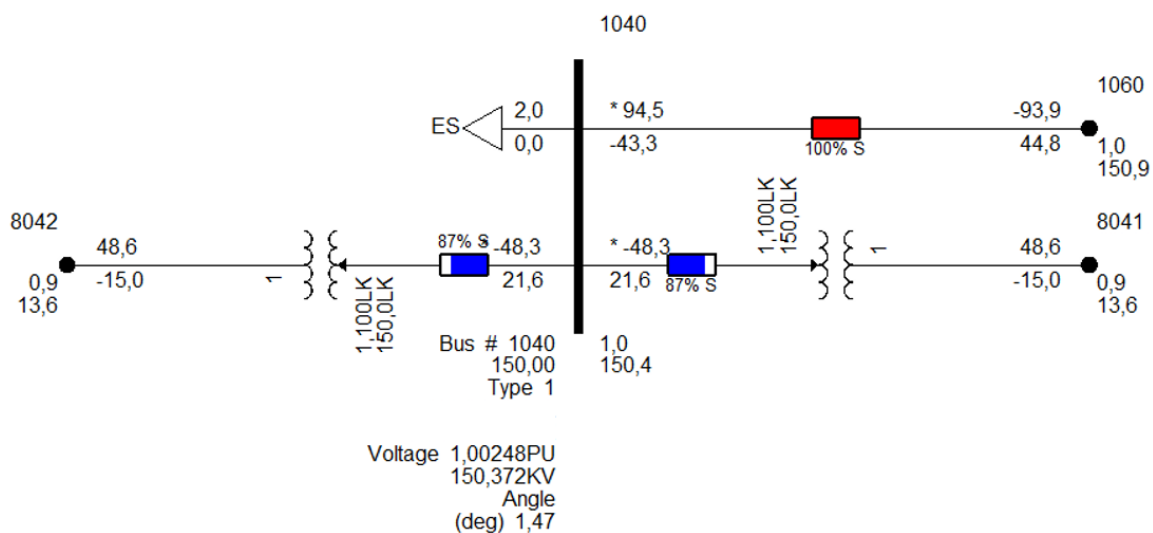 1040
1060
2,0
* 94,5
-93,9
ES
0,0
-43,3
100% S
44,8
1,0
150,9
8042
1,100LK
150,0LK
8041
48,6
87% S
* -48,3
* -48,3
48,6
1
1
0,9
-15,0
21,6
21,6
87% S
-15,0
0,9
13,6
13,6
1,100LK
150,0LK
Bus # 1040
1,0
150,00
150,4
Type 1
Voltage 1,00248PU
150,372KV
Angle
(deg) 1,47